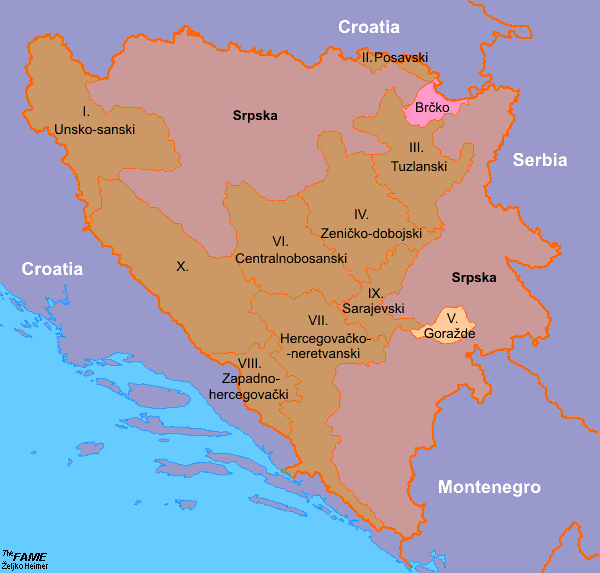 Croatia
II. Posavski
I.
Unsko-sanski
Srpska
Brčko
III.
Tuzlanski
Serbia
IV.
Zeničko-dobojski
VI.
Centralnobosanski
X.
Croatia
Srpska
IX.
Sarajevski
V.
Goražde
VII.
Hercegovačko-
-neretvanski
VIII.
Zapadno-
hercegovački
Montenegro
The FAME
Željko Heimer